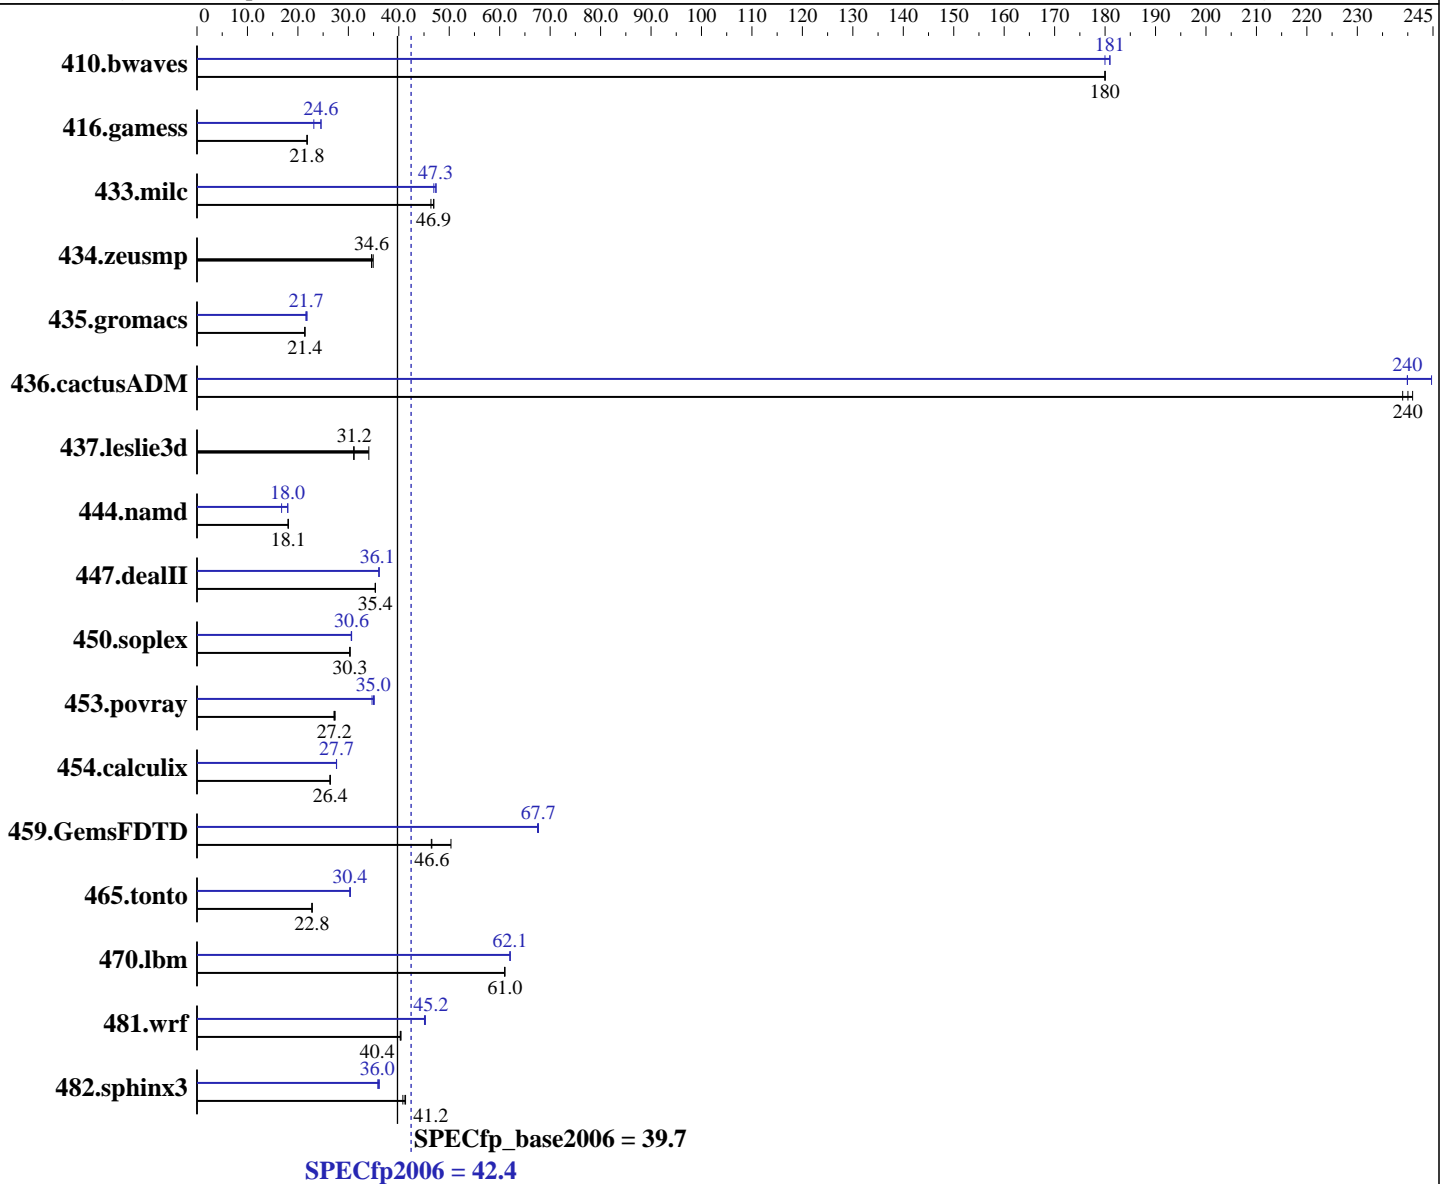 0 10.0 20.0 30.0 40.0 50.0 60.0 70.0 80.0 90.0 100 110 120 130 140 150 160 170 180 190 200 210 220 230 245
181
410.bwaves
180
24.6
416.gamess
21.8
47.3
433.milc
46.9
34.6
434.zeusmp
21.7
435.gromacs
21.4
240
436.cactusADM
240
31.2
437.leslie3d
18.0
444.namd
18.1
36.1
447.dealII
35.4
30.6
450.soplex
30.3
35.0
453.povray
27.2
27.7
454.calculix
26.4
67.7
459.GemsFDTD
46.6
30.4
465.tonto
22.8
62.1
470.lbm
61.0
45.2
481.wrf
40.4
36.0
482.sphinx3
41.2
SPECfp_base2006 = 39.7
SPECfp2006 = 42.4